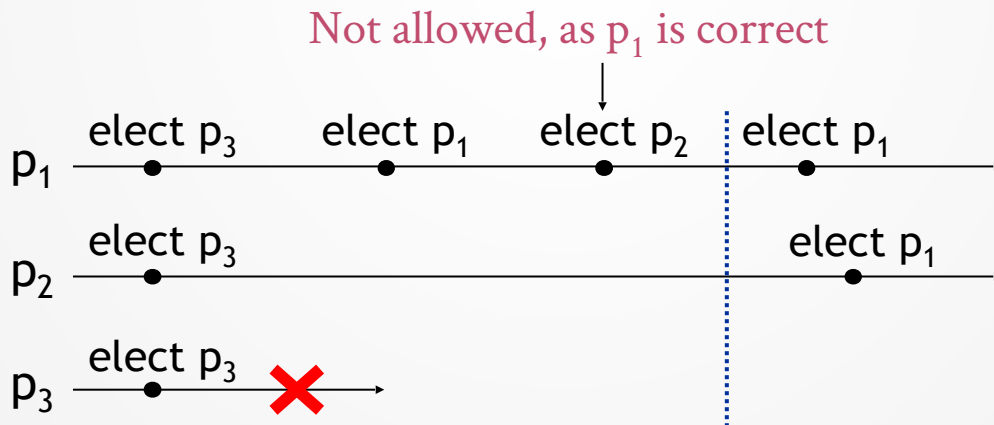 Not allowed, as p₁ is correct
elect p₃ elect p₁ elect p₂ elect p₁
p₁
elect p₃ elect p₁
p₂
elect p₃
p₃